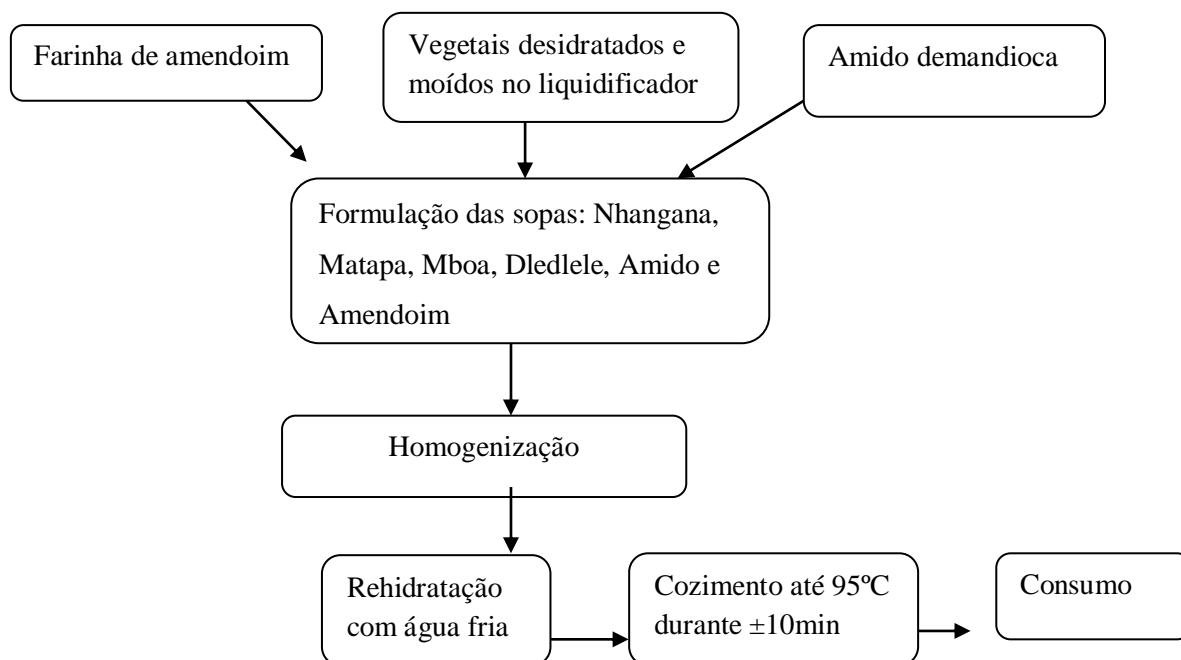 Farinha de amendoim
Vegetais desidratados e
moídos no liquidificador
Amido demandioca
Formulação das sopas: Nhangana,
Matapa, Mboa, Dledlele, Amido e
Amendoim
Homogenização
Rehidratação
com água fria
Cozimento até 95ºC
durante ±10min
Consumo